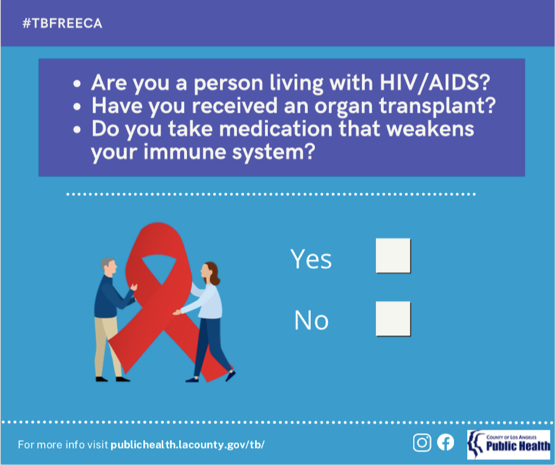 #TBFREECA
• Are you a person living with HIV/AIDS?
• Have you received an organ transplant?
• Do you take medication that weakens
your immune system?
Yes
No
For more info visit publichealth.lacounty.gov/tb/
COUNTY OF LOS ANGELES
Public Health